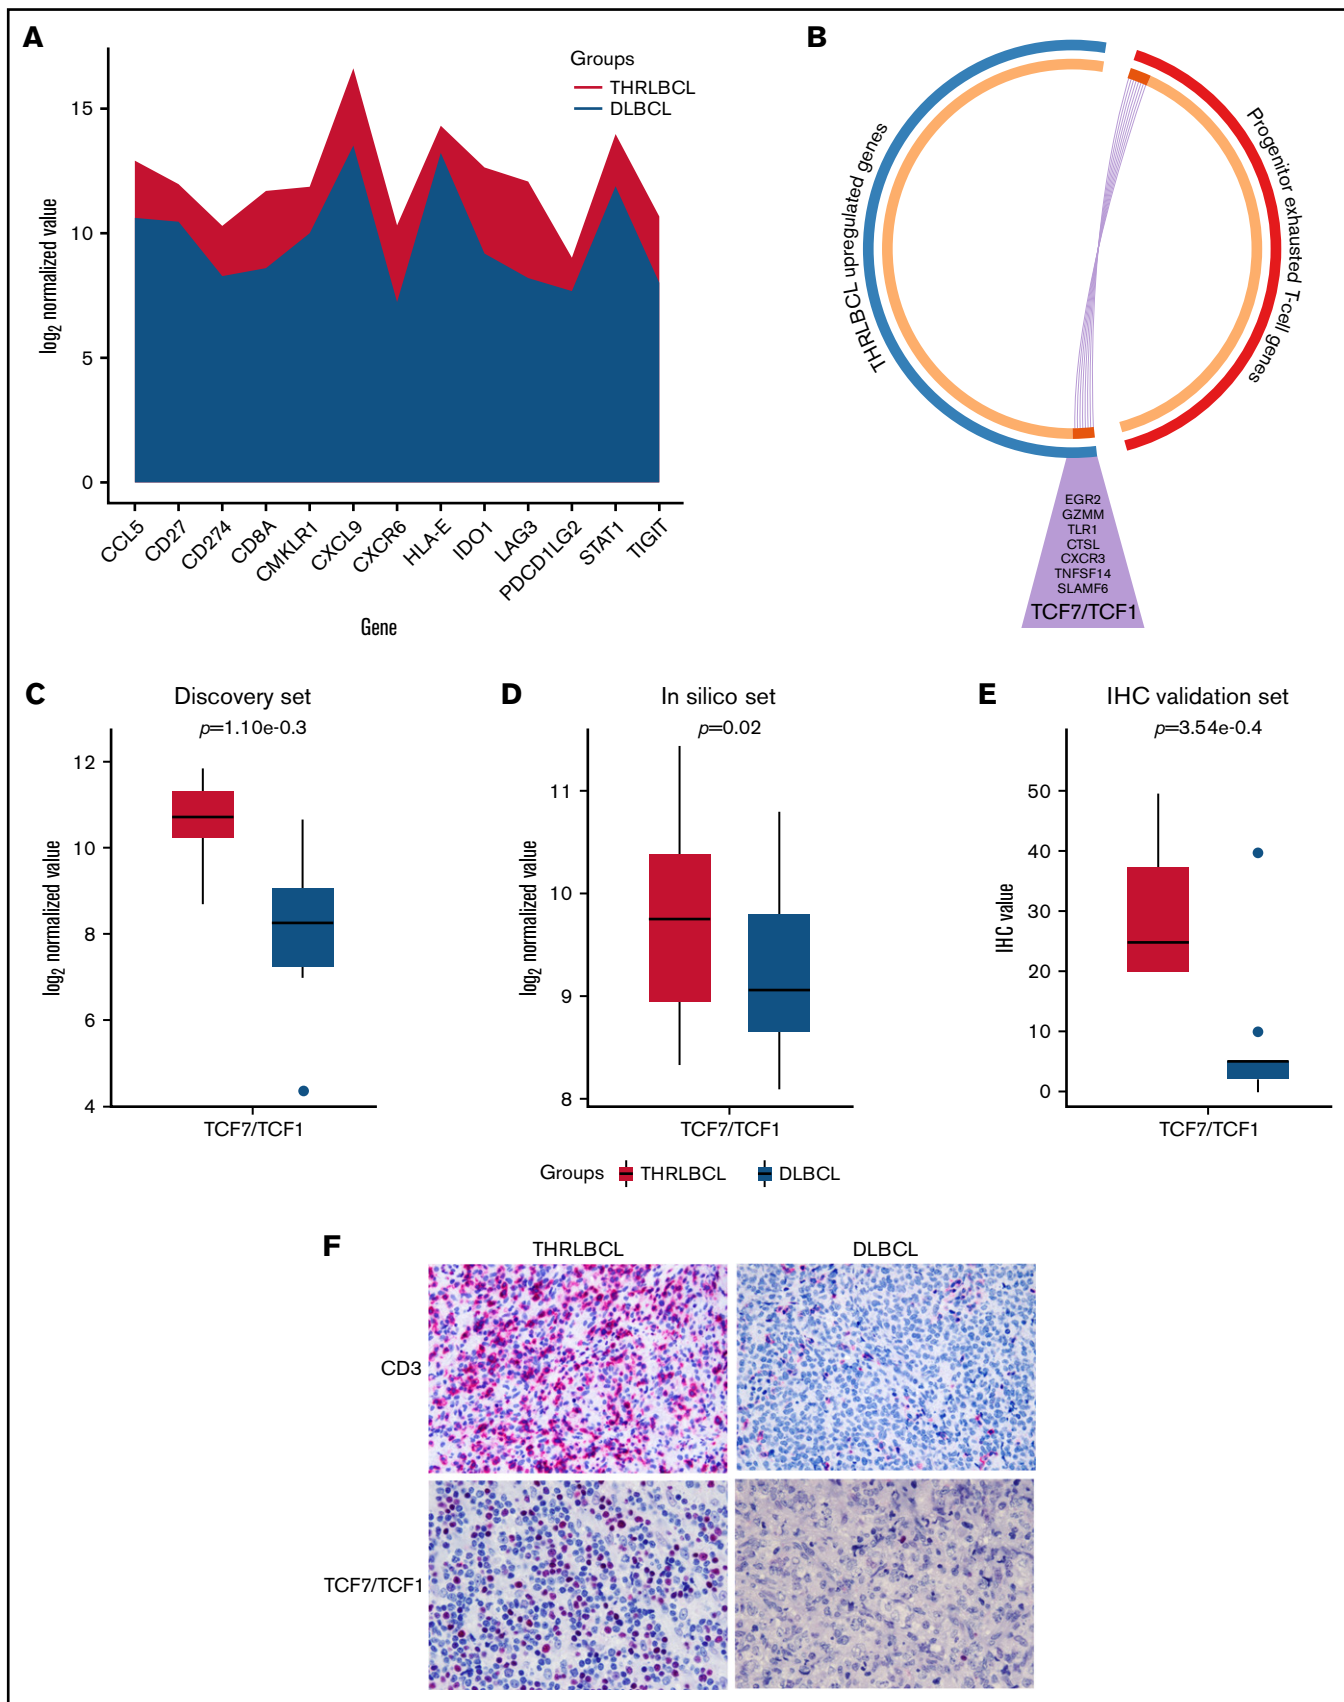 A
Groups
THRLBCL
DLBCL
15
10
5
0
log2 normalized value
CCL5
CD27
CD274
CD8A
CMKLR1
CXCL9
CXCR6
HLA-E
IDO1
LAG3
PDCD1LG2
STAT1
TIGIT
Gene
B
THRLBCL upregulated genes
Progenitor exhausted T-cell genes
EGR2
GZMM
TLR1
CTSL
CXCR3
TNFSF14
SLAMF6
TCF7/TCF1
C
Discovery set
p=1.10e-0.3
12
10
8
6
4
log2 normalized value
TCF7/TCF1
D
In silico set
p=0.02
11
10
9
8
log2 normalized value
TCF7/TCF1
E
IHC validation set
p=3.54e-0.4
50
40
30
20
10
0
IHC value
TCF7/TCF1
Groups THRLBCL DLBCL
F
THRLBCL DLBCL
CD3
TCF7/TCF1